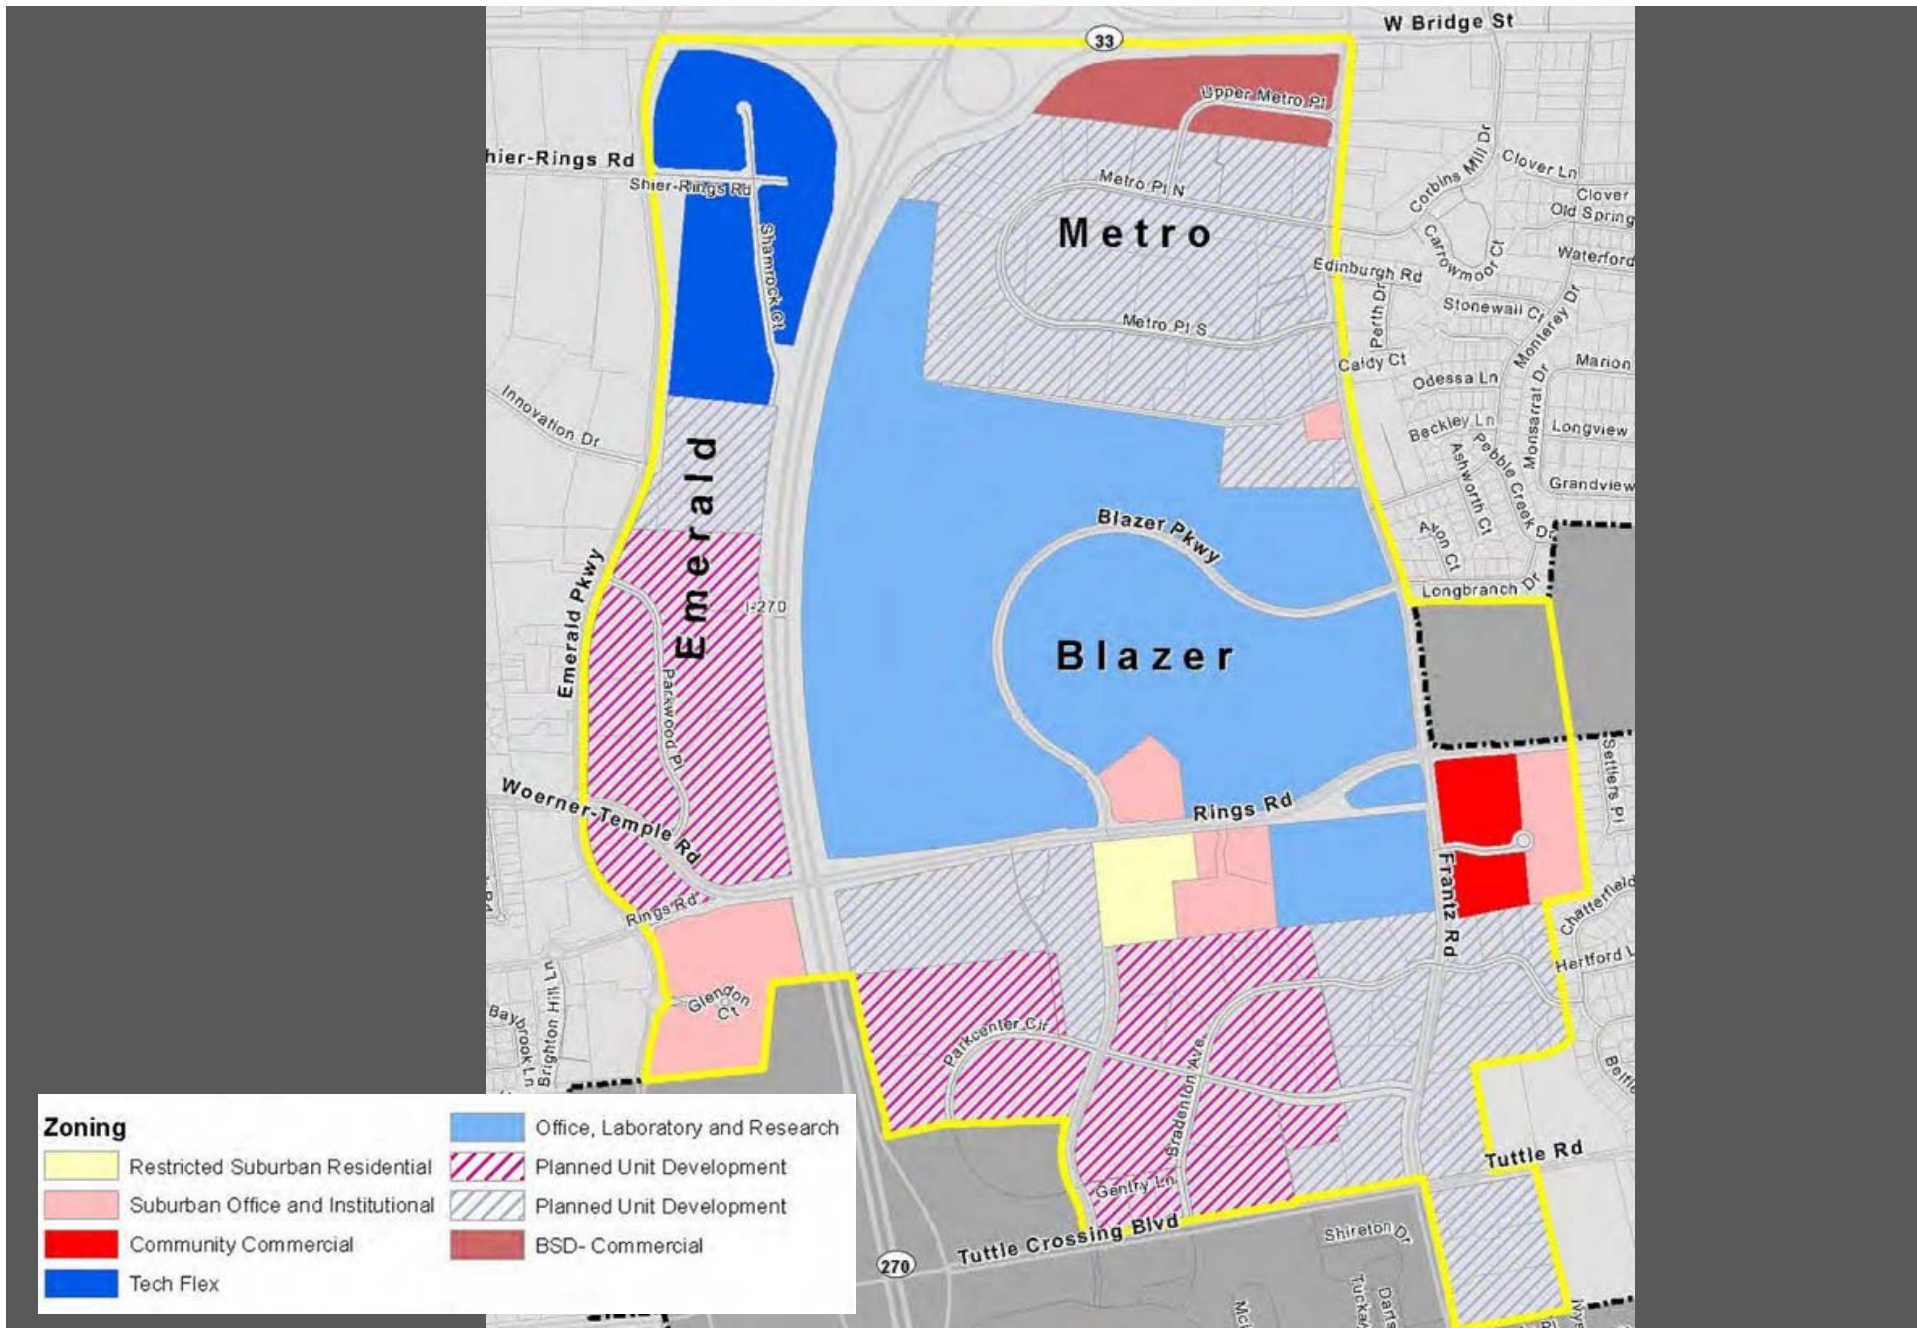 W Bridge St
33
Upper Metro Pl
hier-Rings Rd
Shier-Rings Rd
Clover Ln
Corbins Mill Dr
Metro Pl N
Clover
Old Spring
Metro
Carrowmoor Ct
Shamrock Ct
Waterford
Edinburgh Rd
Perth Dr
Stonewall Ct
Monterey Dr
Metro Pl S
Caldy Ct
Marion
Odessa Ln
Monsarrat Dr
Innovation Dr
Beckley Ln
Longview
Ashworth Ct
Pebble Creek Dr
Grandview
Emerald
Blazer Pkwy
Avon Ct
Longbranch Dr
Emerald Pkwy
I-270
Blazer
Parkwood Pl
Settlers Pl
Woerner-Temple Rd
Rings Rd
Frantz Rd
Rings Rd
Chatterfield
Hertford L
Brighton Hill Ln
Baybrook Ln
Glendon
Ct
Parkcenter Cir
Bradenton Ave
Tuttle Rd
Gentry Ln
Tuttle Crossing Blvd
Shireton Dr
270
Zoning
Restricted Suburban Residential
Suburban Office and Institutional
Community Commercial
Tech Flex
Office, Laboratory and Research
Planned Unit Development
Planned Unit Development
BSD- Commercial